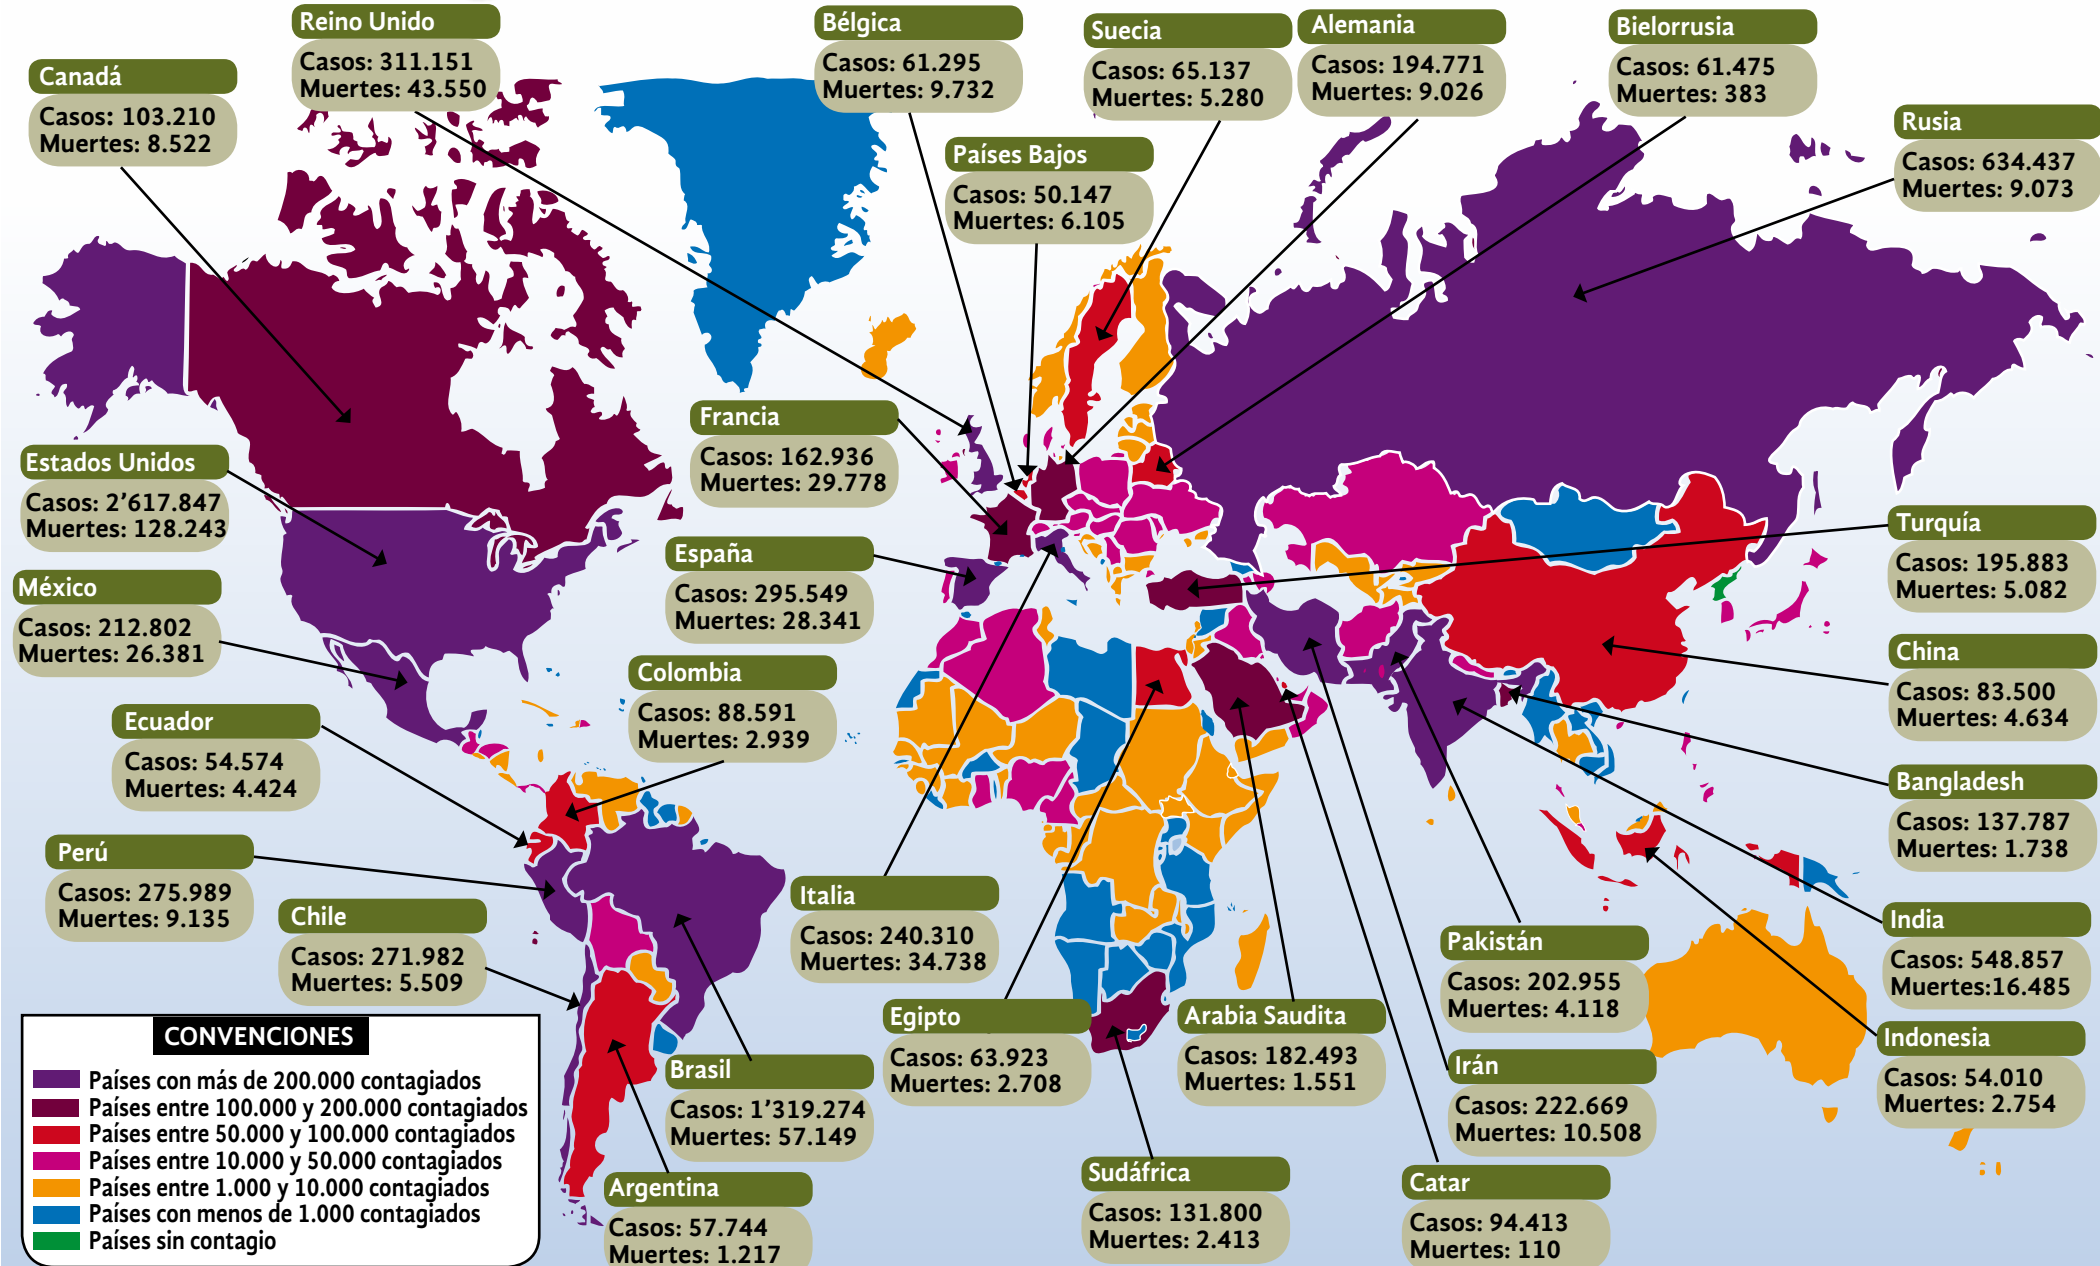 Reino Unido
Casos: 311.151
Muertes: 43.550
Bélgica
Casos: 61.295
Muertes: 9.732
Suecia
Casos: 65.137
Muertes: 5.280
Alemania
Casos: 194.771
Muertes: 9.026
Bielorrusia
Casos: 61.475
Muertes: 383
Canadá
Casos: 103.210
Muertes: 8.522
Países Bajos
Casos: 50.147
Muertes: 6.105
Rusia
Casos: 634.437
Muertes: 9.073
Francia
Casos: 162.936
Muertes: 29.778
Estados Unidos
Casos: 2’617.847
Muertes: 128.243
España
Casos: 295.549
Muertes: 28.341
Turquía
Casos: 195.883
Muertes: 5.082
México
Casos: 212.802
Muertes: 26.381
Colombia
Casos: 88.591
Muertes: 2.939
China
Casos: 83.500
Muertes: 4.634
Ecuador
Casos: 54.574
Muertes: 4.424
Bangladesh
Casos: 137.787
Muertes: 1.738
Perú
Casos: 275.989
Muertes: 9.135
Chile
Casos: 271.982
Muertes: 5.509
Italia
Casos: 240.310
Muertes: 34.738
Pakistán
Casos: 202.955
Muertes: 4.118
India
Casos: 548.857
Muertes:16.485
Egipto
Casos: 63.923
Muertes: 2.708
Arabia Saudita
Casos: 182.493
Muertes: 1.551
Irán
Casos: 222.669
Muertes: 10.508
Indonesia
Casos: 54.010
Muertes: 2.754
Brasil
Casos: 1’319.274
Muertes: 57.149
Argentina
Casos: 57.744
Muertes: 1.217
Sudáfrica
Casos: 131.800
Muertes: 2.413
Catar
Casos: 94.413
Muertes: 110
CONVENCIONES
Países con más de 200.000 contagiados
Países entre 100.000 y 200.000 contagiados
Países entre 50.000 y 100.000 contagiados
Países entre 10.000 y 50.000 contagiados
Países entre 1.000 y 10.000 contagiados
Países con menos de 1.000 contagiados
Países sin contagio